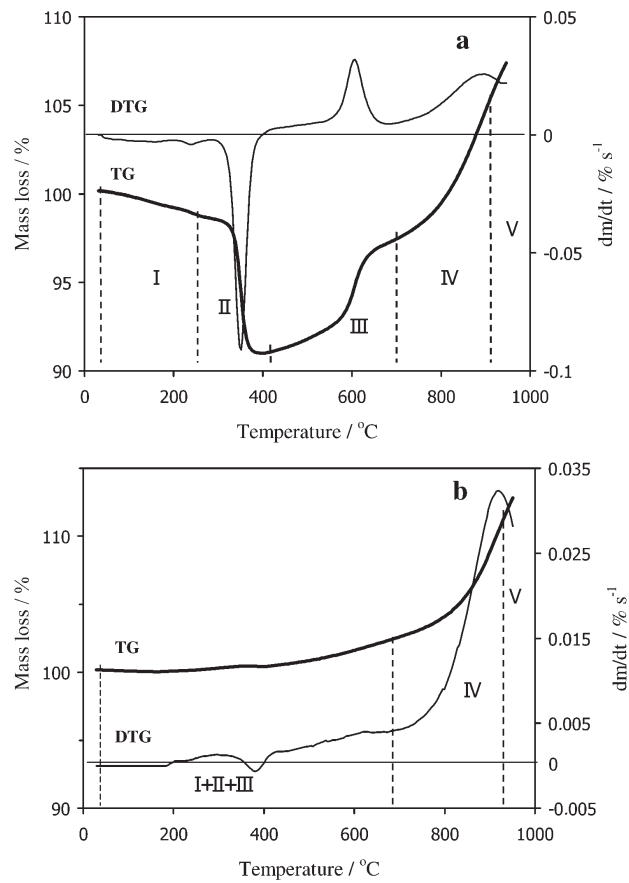 110
105
100
95
90
Mass loss / %
0.05
0
-0.05
-0.1
dm/dt / % s-1
a
DTG
TG
I
II
III
IV
V
0 200 400 600 800 1000
Temperature / oC
110
100
90
Mass loss / %
0.035
0.025
0.015
0.005
0
-0.005
dm/dt / % s-1
b
TG
DTG
I+II+III
IV
V
0 200 400 600 800 1000
Temperature / oC